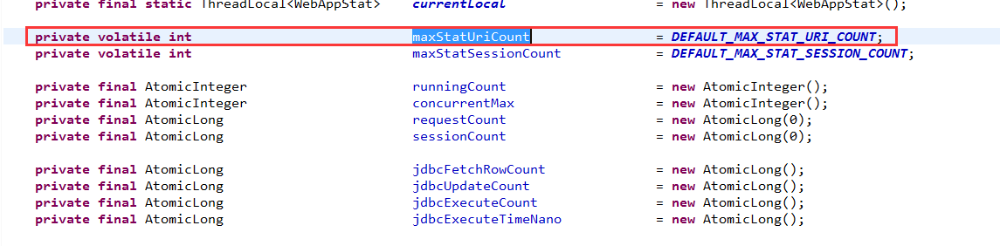 private final static ThreadLocal<WebAppStat> currentLocal = new ThreadLocal<WebAppStat>();
private volatile int maxStatUriCount = DEFAULT_MAX_STAT_URI_COUNT;
private volatile int maxStatSessionCount = DEFAULT_MAX_STAT_SESSION_COUNT;
private final AtomicInteger runningCount = new AtomicInteger();
private final AtomicInteger concurrentMax = new AtomicInteger();
private final AtomicLong requestCount = new AtomicLong(0);
private final AtomicLong sessionCount = new AtomicLong(0);
private final AtomicLong jdbcFetchRowCount = new AtomicLong();
private final AtomicLong jdbcUpdateCount = new AtomicLong();
private final AtomicLong jdbcExecuteCount = new AtomicLong();
private final AtomicLong jdbcExecuteTimeNano = new AtomicLong();